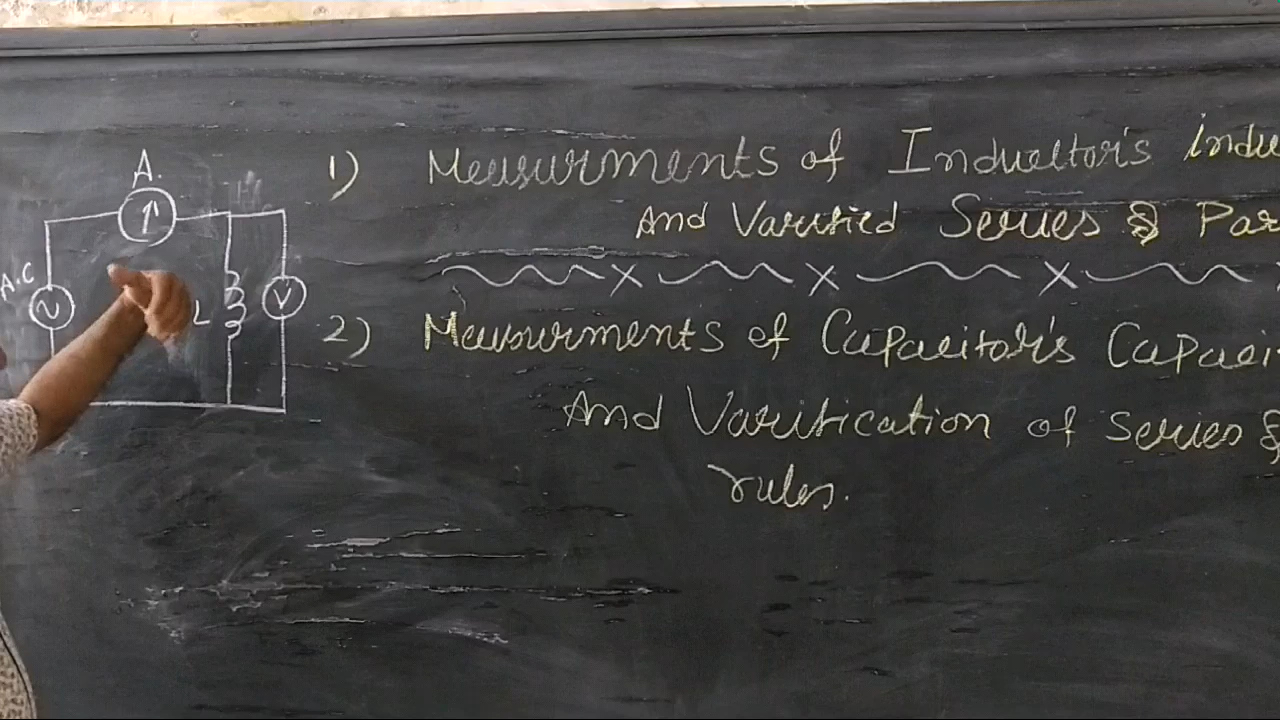 A.
A.C
L
V
1) Measurments of Inductor's indu
And Varified Series & Par
2) Measurments of Capacitor's Capaci
And Varification of series &
rules.